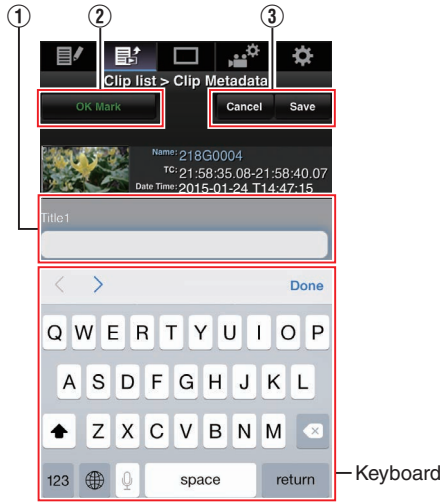 ① ② ③
Clip list > Clip Metadata
OK Mark Cancel Save
Name: 218G0004
TC: 21:58:35.08-21:58:40.07
Date Time: 2015-01-24 T14:47:15
Title1
< > Done
Q W E R T Y U I O P
A S D F G H J K L
Z X C V B N M
123 space return
Keyboard